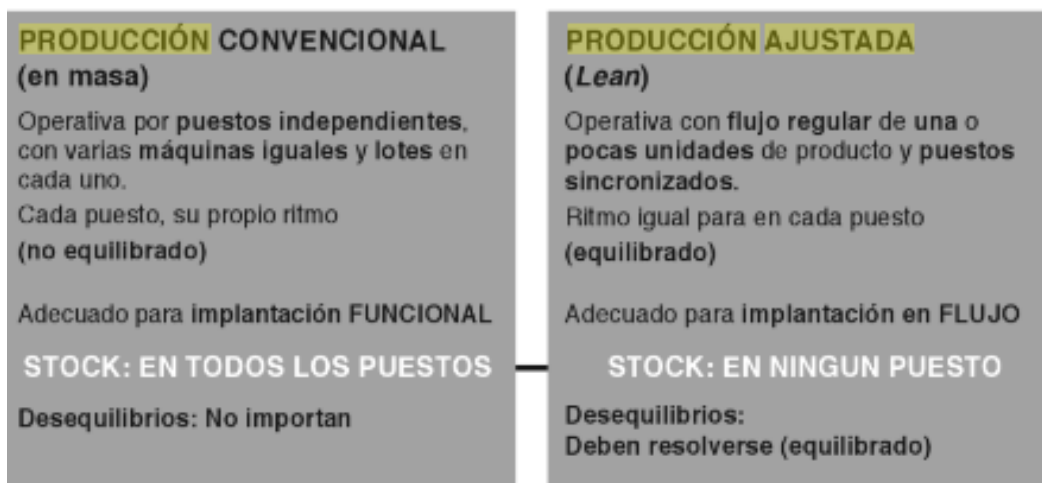 PRODUCCIÓN CONVENCIONAL
(en masa)
Operativa por puestos independientes,
con varias máquinas iguales y lotes en
cada uno.
Cada puesto, su propio ritmo
(no equilibrado)
Adecuado para implantación FUNCIONAL
STOCK: EN TODOS LOS PUESTOS
Desequilibrios: No importan
PRODUCCIÓN AJUSTADA
(Lean)
Operativa con flujo regular de una o
pocas unidades de producto y puestos
sincronizados.
Ritmo igual para en cada puesto
(equilibrado)
Adecuado para implantación en FLUJO
STOCK: EN NINGUN PUESTO
Desequilibrios:
Deben resolverse (equilibrado)